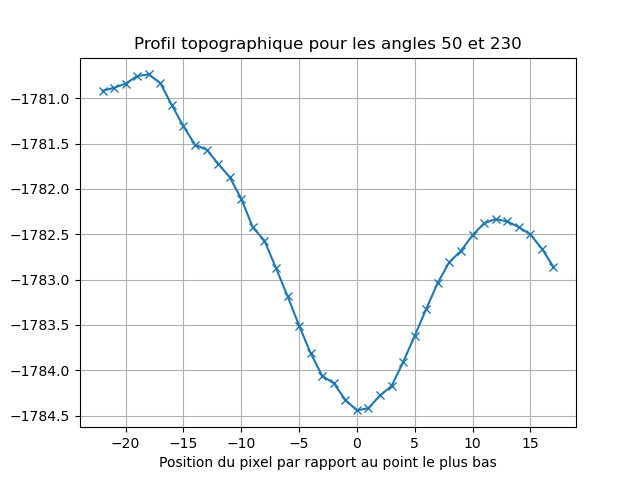 Profil topographique pour les angles 50 et 230
−1781.0
−1781.5
−1782.0
−1782.5
−1783.0
−1783.5
−1784.0
−1784.5
−20 −15 −10 −5 0 5 10 15
Position du pixel par rapport au point le plus bas